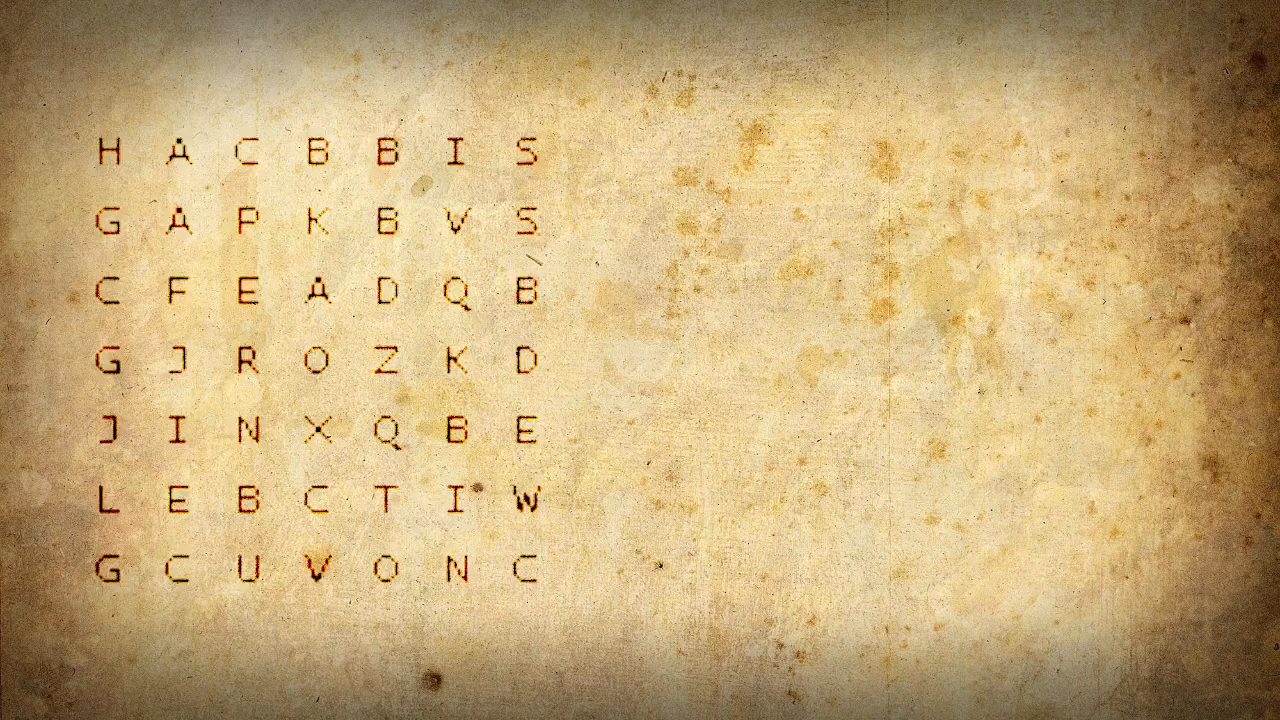 H A C B B I S
G A P K B V S
C F E A D Q B
G J R O Z K D
J I N X Q B E
L E B C T I W
G C U V O N C